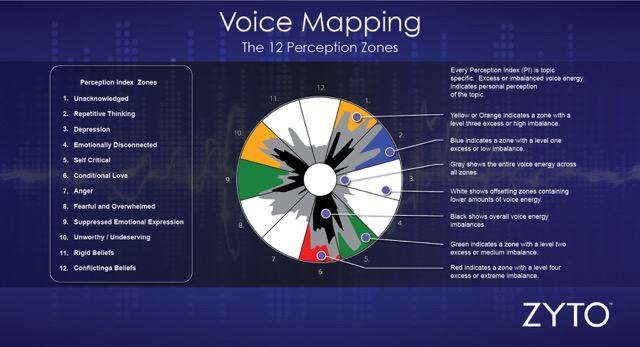 Voice Mapping
The 12 Perception Zones
Perception Index Zones
1. Unacknowledged
2. Repetitive Thinking
3. Depression
4. Emotionally Disconnected
5. Self Critical
6. Conditional Love
7. Anger
8. Fearful and Overwhelmed
9. Suppressed Emotional Expression
10. Unworthy / Undeserving
11. Rigid Beliefs
12. Conflictinga Beliefs
12.
1.
2.
3.
4.
5.
6.
7.
8.
9.
10.
11.
Every Perception Index (PI) is topic
specific. Excess or imbalanced voice energy
indicates personal perception
of the topic.
Yellow or Orange indicates a zone with a
level three excess or high imbalance.
Blue indicates a zone with a level one
excess or low imbalance.
Gray shows the entire voice energy across
all zones.
White shows offsetting zones containing
lower amounts of voice energy.
Black shows overall voice energy
imbalances.
Green indicates a zone with a level two
excess or medium imbalance.
Red indicates a zone with a level four
excess or extreme imbalance.
ZYTO™